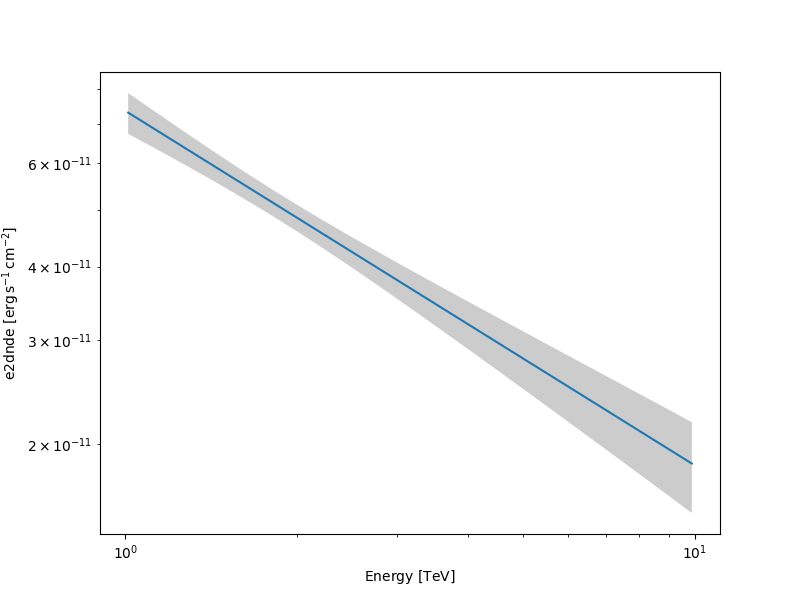 6 × 10⁻¹¹
4 × 10⁻¹¹
3 × 10⁻¹¹
2 × 10⁻¹¹
e2dnde [erg s⁻¹ cm⁻²]
10⁰
10¹
Energy [TeV]